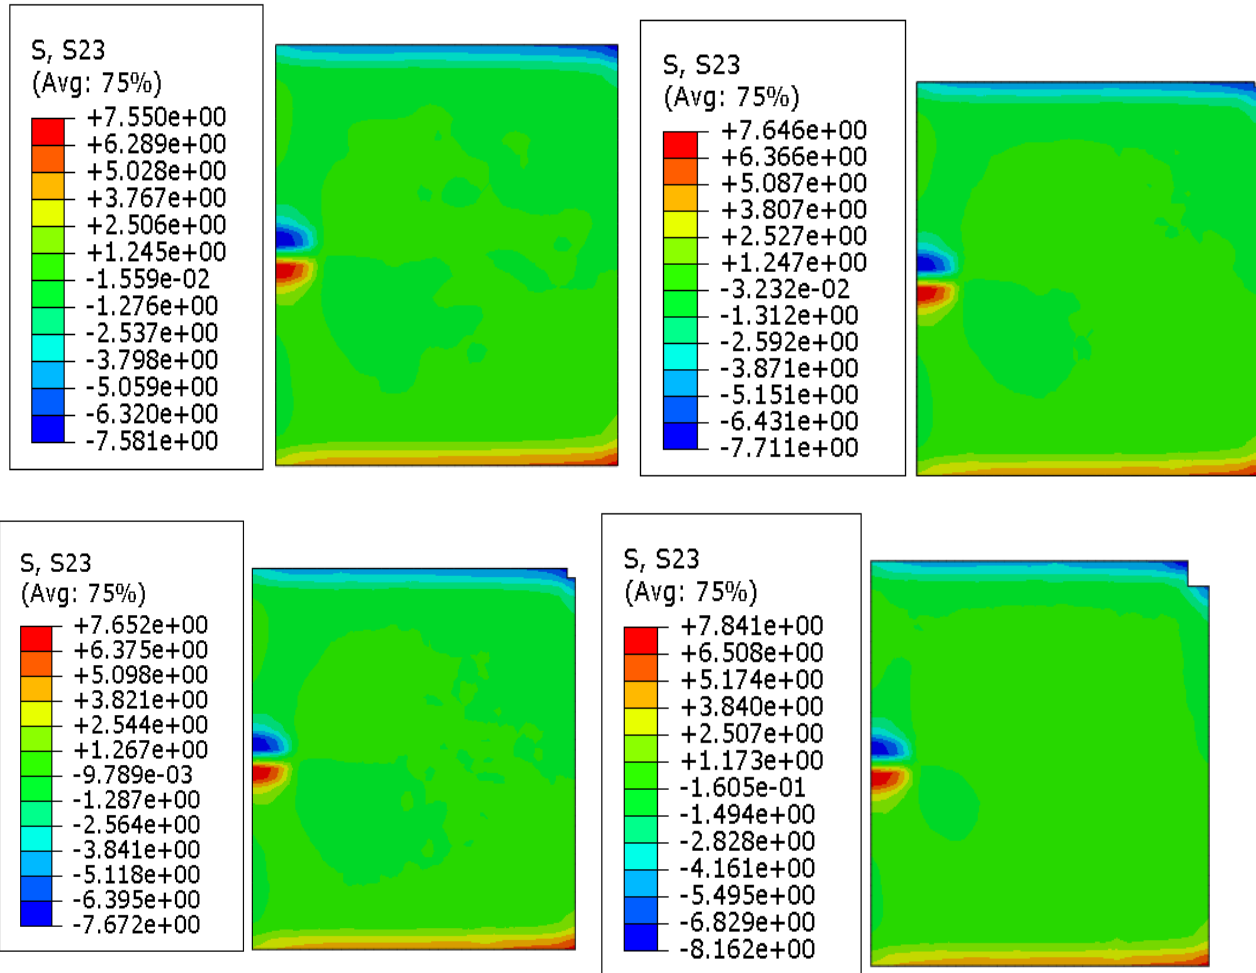 S, S23
(Avg: 75%)
+7.550e+00
+6.289e+00
+5.028e+00
+3.767e+00
+2.506e+00
+1.245e+00
-1.559e-02
-1.276e+00
-2.537e+00
-3.798e+00
-5.059e+00
-6.320e+00
-7.581e+00
S, S23
(Avg: 75%)
+7.646e+00
+6.366e+00
+5.087e+00
+3.807e+00
+2.527e+00
+1.247e+00
-3.232e-02
-1.312e+00
-2.592e+00
-3.871e+00
-5.151e+00
-6.431e+00
-7.711e+00
S, S23
(Avg: 75%)
+7.652e+00
+6.375e+00
+5.098e+00
+3.821e+00
+2.544e+00
+1.267e+00
-9.789e-03
-1.287e+00
-2.564e+00
-3.841e+00
-5.118e+00
-6.395e+00
-7.672e+00
S, S23
(Avg: 75%)
+7.841e+00
+6.508e+00
+5.174e+00
+3.840e+00
+2.507e+00
+1.173e+00
-1.605e-01
-1.494e+00
-2.828e+00
-4.161e+00
-5.495e+00
-6.829e+00
-8.162e+00